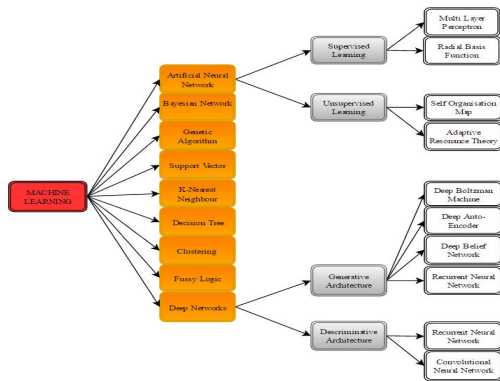 MACHINE
LEARNING
Artificial Neural
Network
Bayesian Network
Genetic
Algorithm
Support Vector
K-Nearest
Neighbour
Decision Tree
Clustering
Fussy Logic
Deep Networks
Supervised
Learning
Unsupervised
Learning
Generative
Architecture
Descriminative
Architecture
Multi Layer
Perceptron
Radial Basis
Function
Self Organisation
Map
Adaptive
Resonance Theory
Deep Boltzman
Machine
Deep Auto-
Encoder
Deep Belief
Network
Recurrent Neural
Network
Recurrent Neural
Network
Convolutional
Neural Network